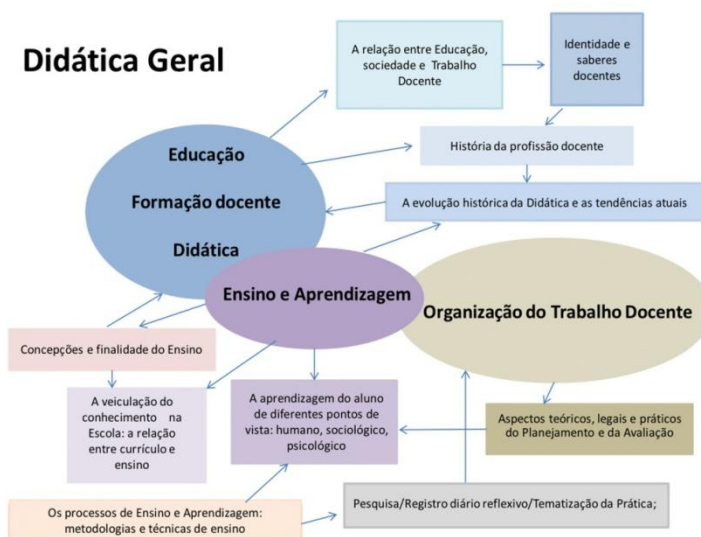 Didática Geral
A relação entre Educação,
sociedade e Trabalho
Docente
Identidade e
saberes
docentes
Educação
Formação docente
Didática
História da profissão docente
A evolução histórica da Didática e as tendências atuais
Ensino e Aprendizagem
Organização do Trabalho Docente
Concepções e finalidade do Ensino
A veiculação do
conhecimento na
Escola: a relação
entre currículo e
ensino
A aprendizagem do aluno
de diferentes pontos de
vista: humano, sociológico,
psicológico
Aspectos teóricos, legais e práticos
do Planejamento e da Avaliação
Os processos de Ensino e Aprendizagem:
metodologias e técnicas de ensino
Pesquisa/Registro diário reflexivo/Tematização da Prática;